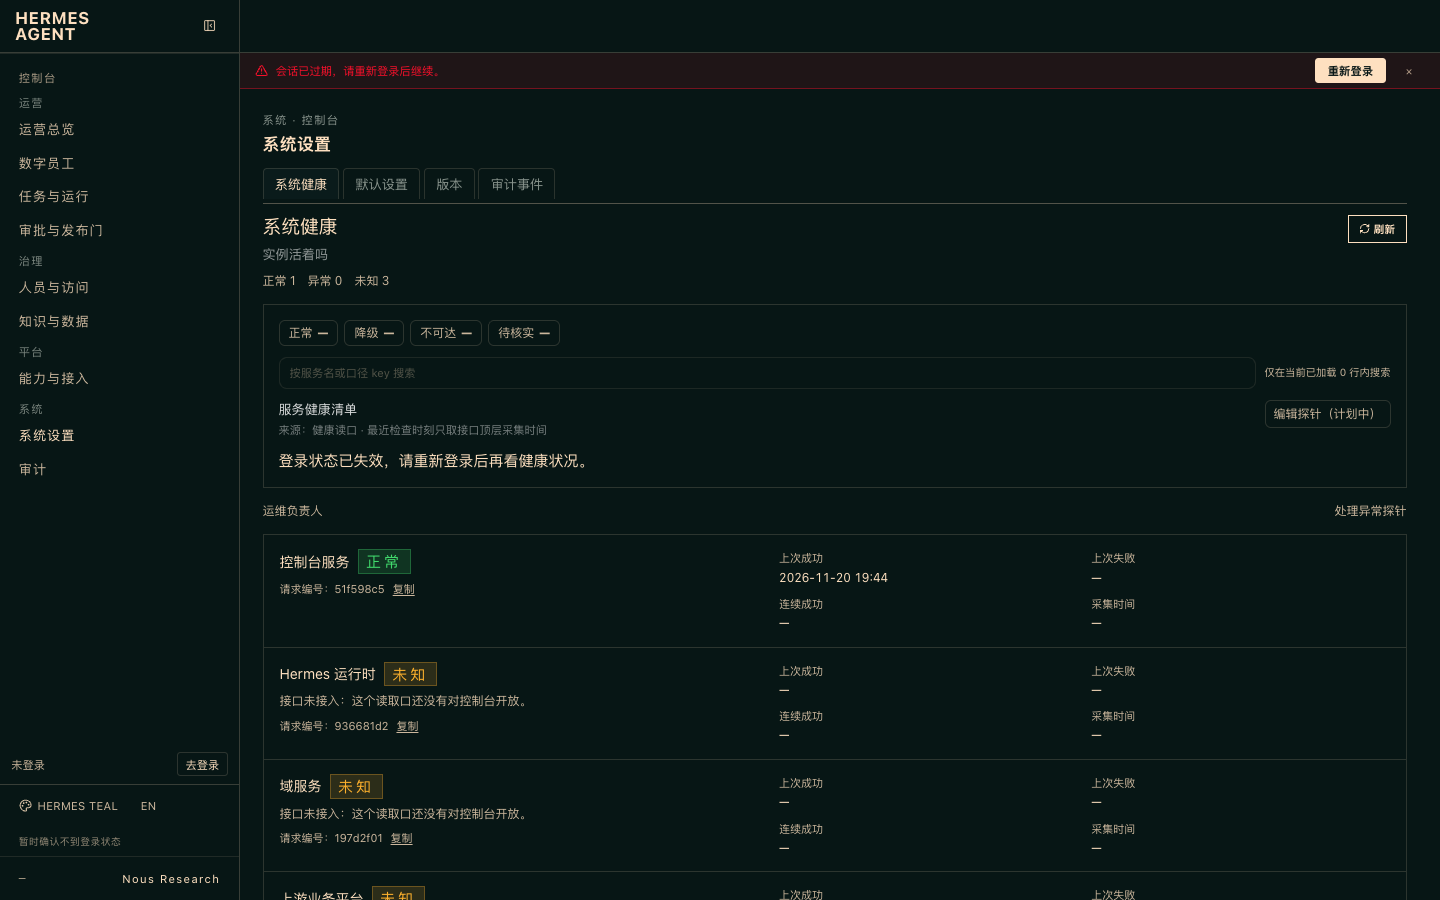 HERMES
AGENT
控制台
运营
运营总览
数字员工
任务与运行
审批与发布门
治理
人员与访问
知识与数据
平台
能力与接入
系统
系统设置
审计
未登录
去登录
HERMES TEAL EN
暂时确认不到登录状态
— Nous Research
会话已过期，请重新登录后继续。
重新登录 ×
系统 · 控制台
系统设置
系统健康 默认设置 版本 审计事件
系统健康
刷新
实例活着吗
正常 1 异常 0 未知 3
正常 — 降级 — 不可达 — 待核实 —
按服务名或口径 key 搜索
仅在当前已加载 0 行内搜索
服务健康清单
编辑探针（计划中）
来源：健康读口 · 最近检查时刻只取接口顶层采集时间
登录状态已失效，请重新登录后再看健康状况。
运维负责人
处理异常探针
控制台服务 正常
请求编号：51f598c5 复制
上次成功
2026-11-20 19:44
上次失败
—
连续成功
—
采集时间
—
Hermes 运行时 未知
接口未接入：这个读取口还没有对控制台开放。
请求编号：936681d2 复制
上次成功
—
上次失败
—
连续成功
—
采集时间
—
域服务 未知
接口未接入：这个读取口还没有对控制台开放。
请求编号：197d2f01 复制
上次成功
—
上次失败
—
连续成功
—
采集时间
—
上游业务平台 未知
上次成功
上次失败